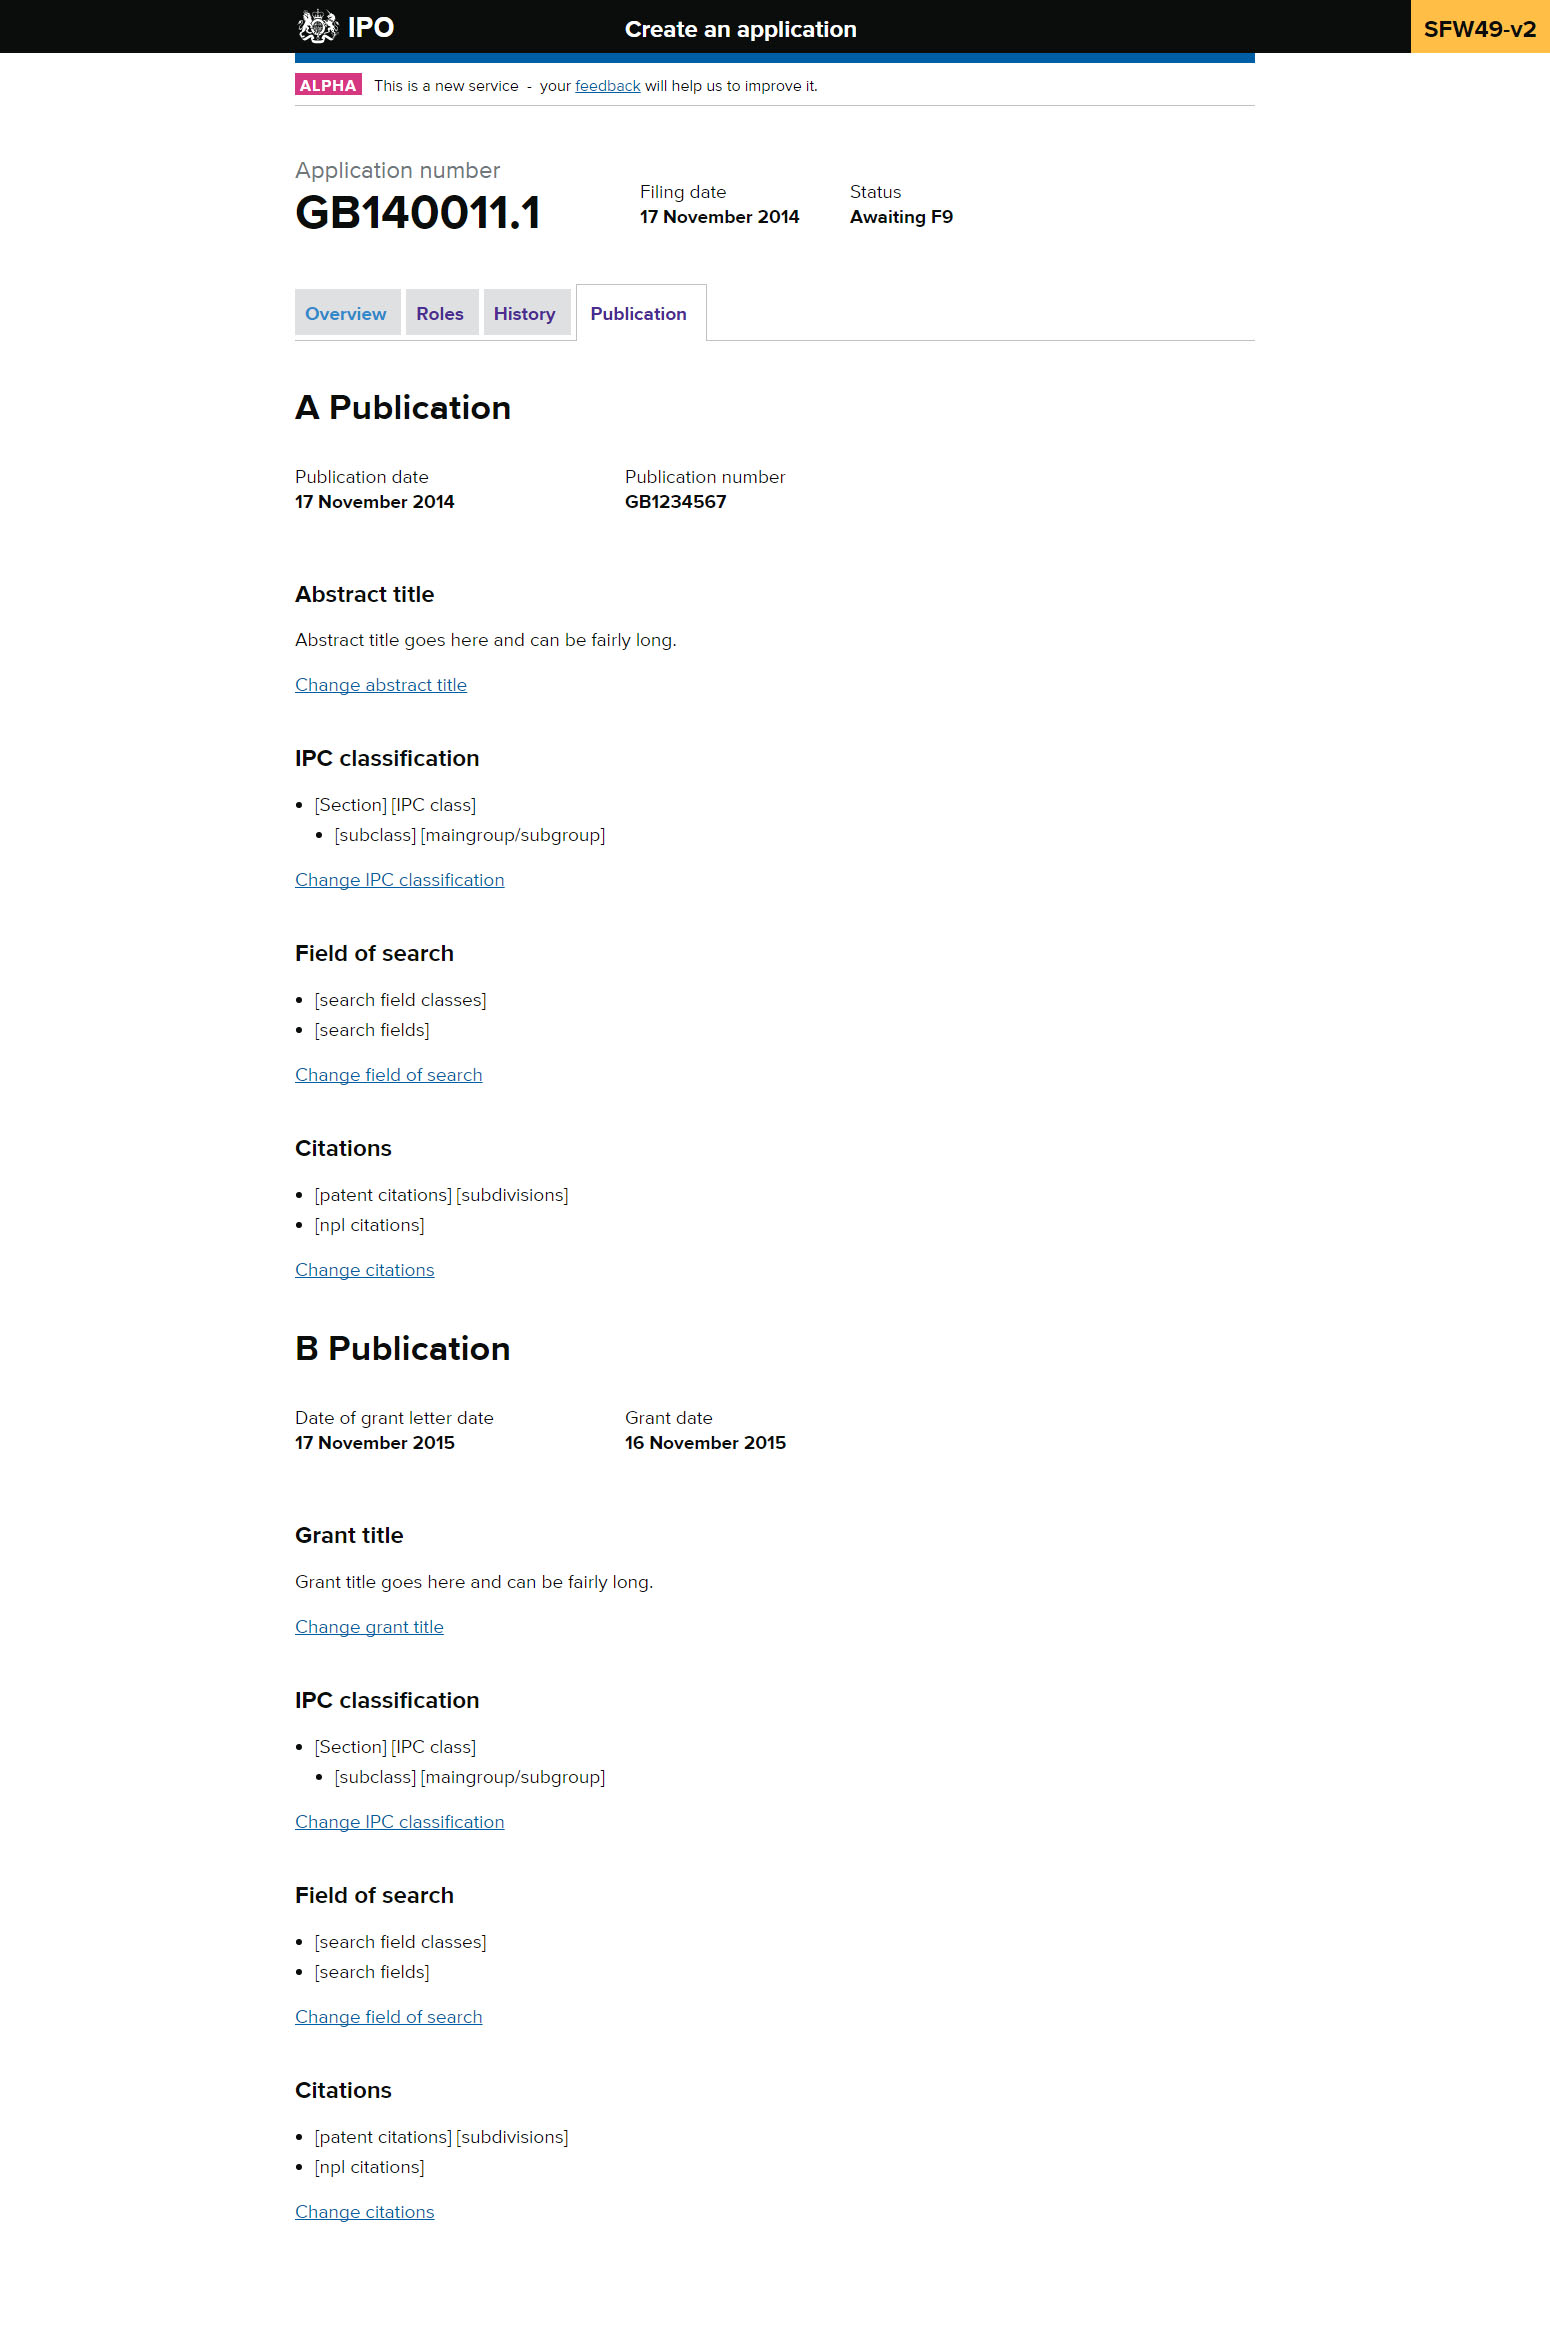 IPO
Create an application
SFW49-v2
ALPHA This is a new service - your feedback will help us to improve it.
Application number
GB140011.1
Filing date
17 November 2014
Status
Awaiting F9
Overview
Roles
History
Publication
A Publication
Publication date
17 November 2014
Publication number
GB1234567
Abstract title
Abstract title goes here and can be fairly long.
Change abstract title
IPC classification
[Section] [IPC class]
[subclass] [maingroup/subgroup]
Change IPC classification
Field of search
[search field classes]
[search fields]
Change field of search
Citations
[patent citations] [subdivisions]
[npl citations]
Change citations
B Publication
Date of grant letter date
17 November 2015
Grant date
16 November 2015
Grant title
Grant title goes here and can be fairly long.
Change grant title
IPC classification
[Section] [IPC class]
[subclass] [maingroup/subgroup]
Change IPC classification
Field of search
[search field classes]
[search fields]
Change field of search
Citations
[patent citations] [subdivisions]
[npl citations]
Change citations